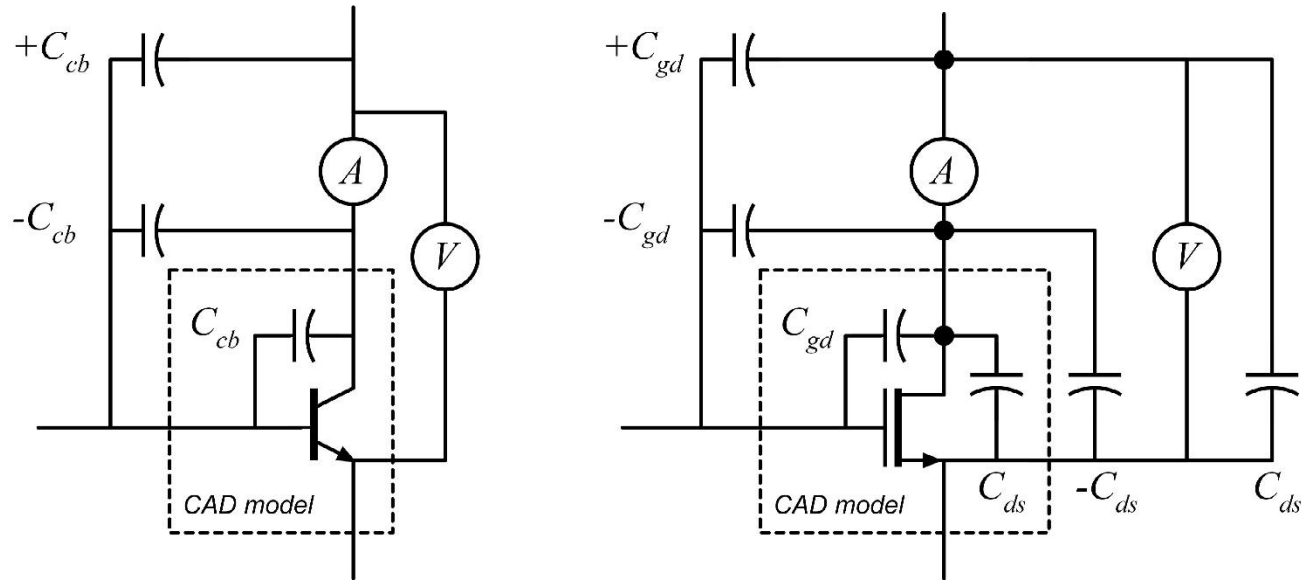 +C_cb
A
-C_cb
V
C_cb
CAD model
+C_gd
A
-C_gd
V
C_gd
CAD model
C_ds
-C_ds
C_ds